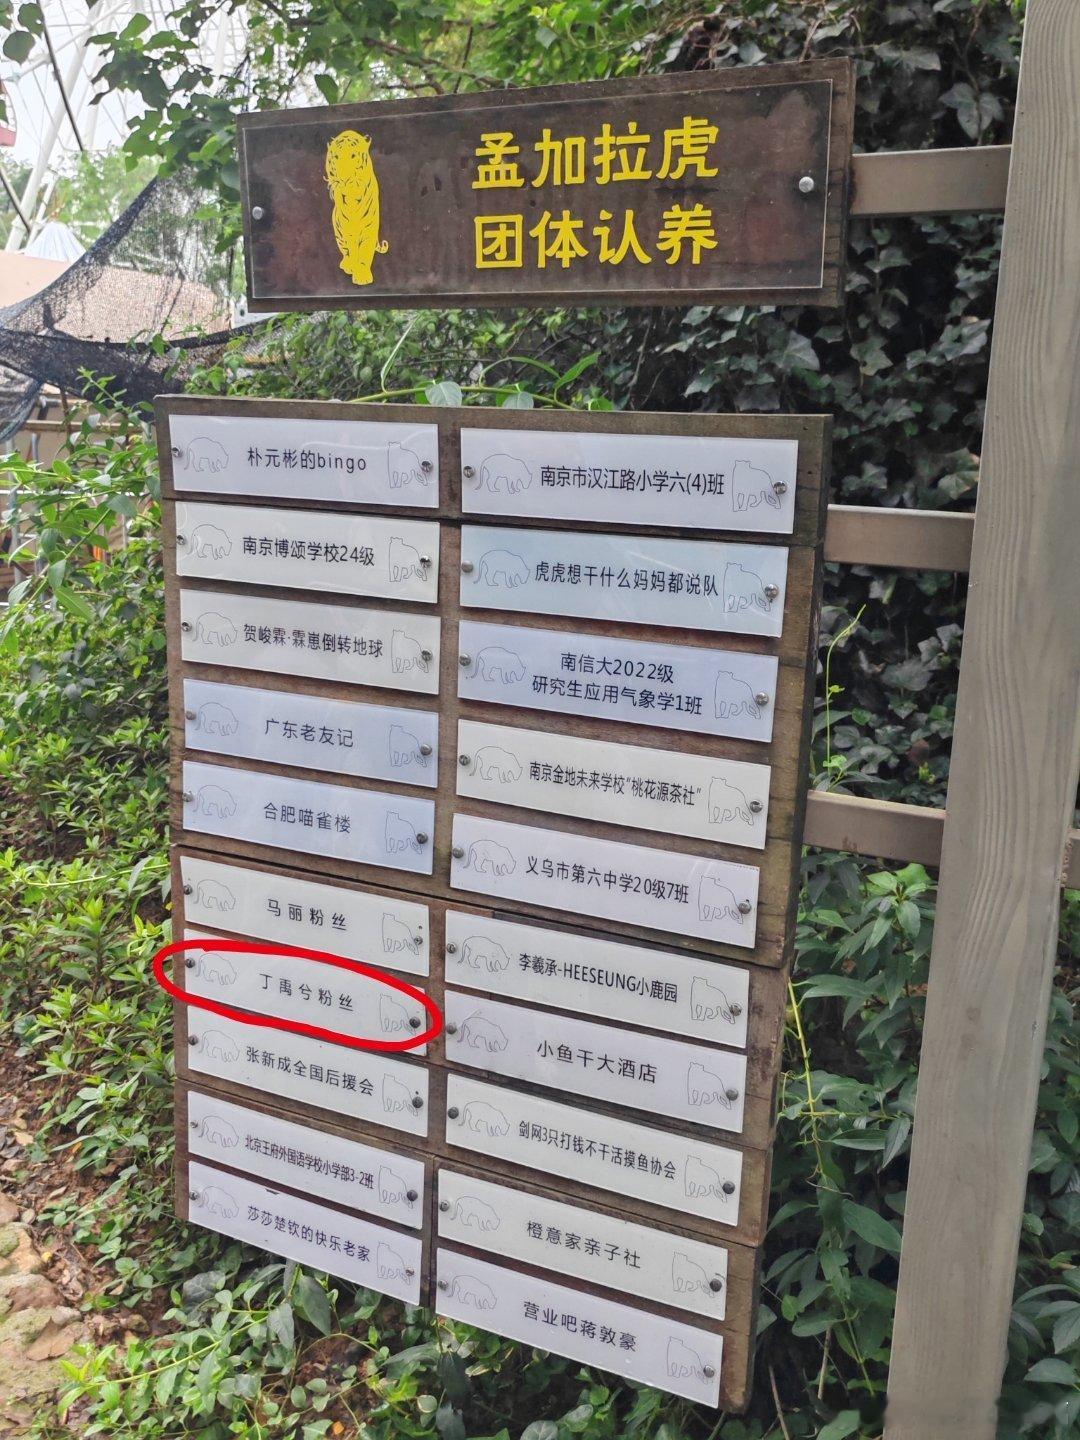 孟加拉虎
团体认养
朴元彬的bingo
南京博颂学校24级
贺峻霖·霖崽倒转地球
广东老友记
合肥喵雀楼
马丽粉丝
丁禹兮粉丝
张新成全国后援会
北京王府外国语学校小学部3-2班
莎莎楚钦的快乐老家
南京市汉江路小学六(4)班
虎虎想干什么妈妈都说队
南信大2022级
研究生应用气象学1班
南京金地未来学校“桃花源茶社”
义乌市第六中学20级7班
李羲承-HEESEUNG小鹿园
小鱼干大酒店
剑网3只打钱不干活摸鱼协会
橙意家亲子社
营业吧蒋敦豪